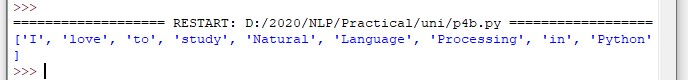 >>>
=================== RESTART: D:/2020/NLP/Practical/uni/p4b.py ==================
['I', 'love', 'to', 'study', 'Natural', 'Language', 'Processing', 'in', 'Python'
]
>>>